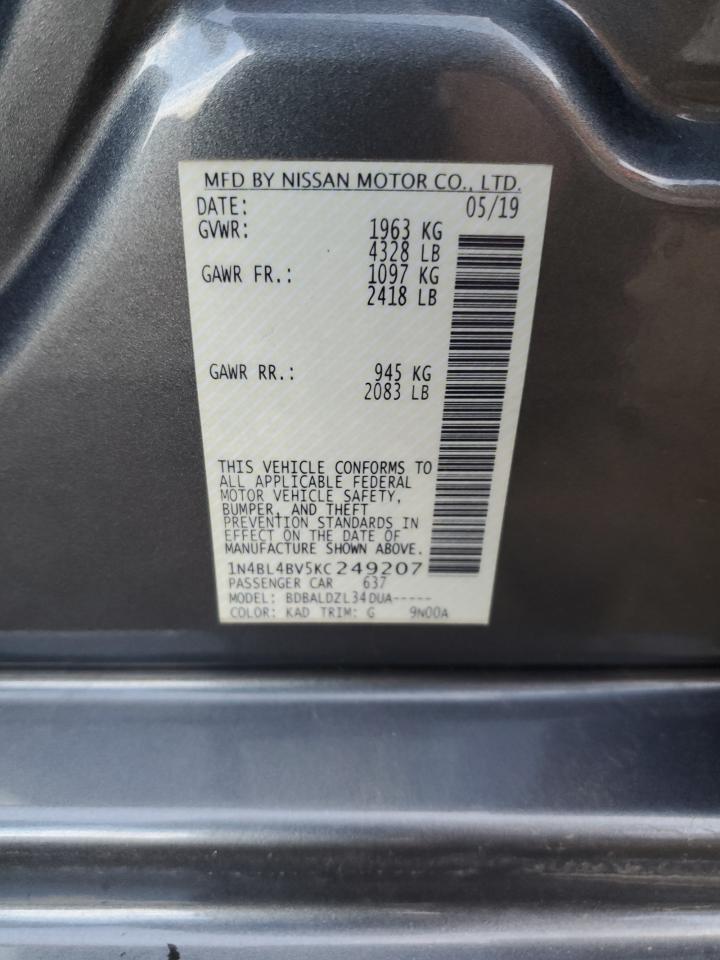 MFD BY NISSAN MOTOR CO., LTD.
DATE: 05/19
GVWR: 1963 KG
4328 LB
GAWR FR.: 1097 KG
2418 LB
GAWR RR.: 945 KG
2083 LB
THIS VEHICLE CONFORMS TO
ALL APPLICABLE FEDERAL
MOTOR VEHICLE SAFETY,
BUMPER, AND THEFT
PREVENTION STANDARDS IN
EFFECT ON THE DATE OF
MANUFACTURE SHOWN ABOVE.
1N4BL4BV5KC249207
PASSENGER CAR 637
MODEL: BDBALDZL34DUA-----
COLOR: KAD TRIM: G 9N00A